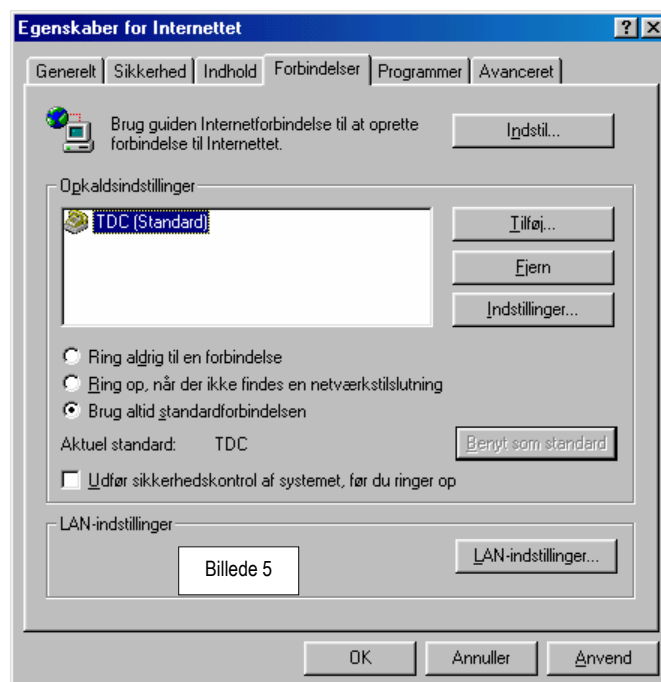 Egenskaber for Internettet
Generelt Sikkerhed Indhold Forbindelser Programmer Avanceret
Brug guiden Internetforbindelse til at oprette
forbindelse til Internettet.
Indstil...
Opkaldsindstillinger
TDC (Standard)
Tilføj...
Fjern
Indstillinger...
Ring aldrig til en forbindelse
Ring op, når der ikke findes en netværkstilslutning
Brug altid standardforbindelsen
Aktuel standard: TDC
Benyt som standard
Udfør sikkerhedskontrol af systemet, før du ringer op
LAN-indstillinger
Billede 5
LAN-indstillinger...
OK Annuller Anvend